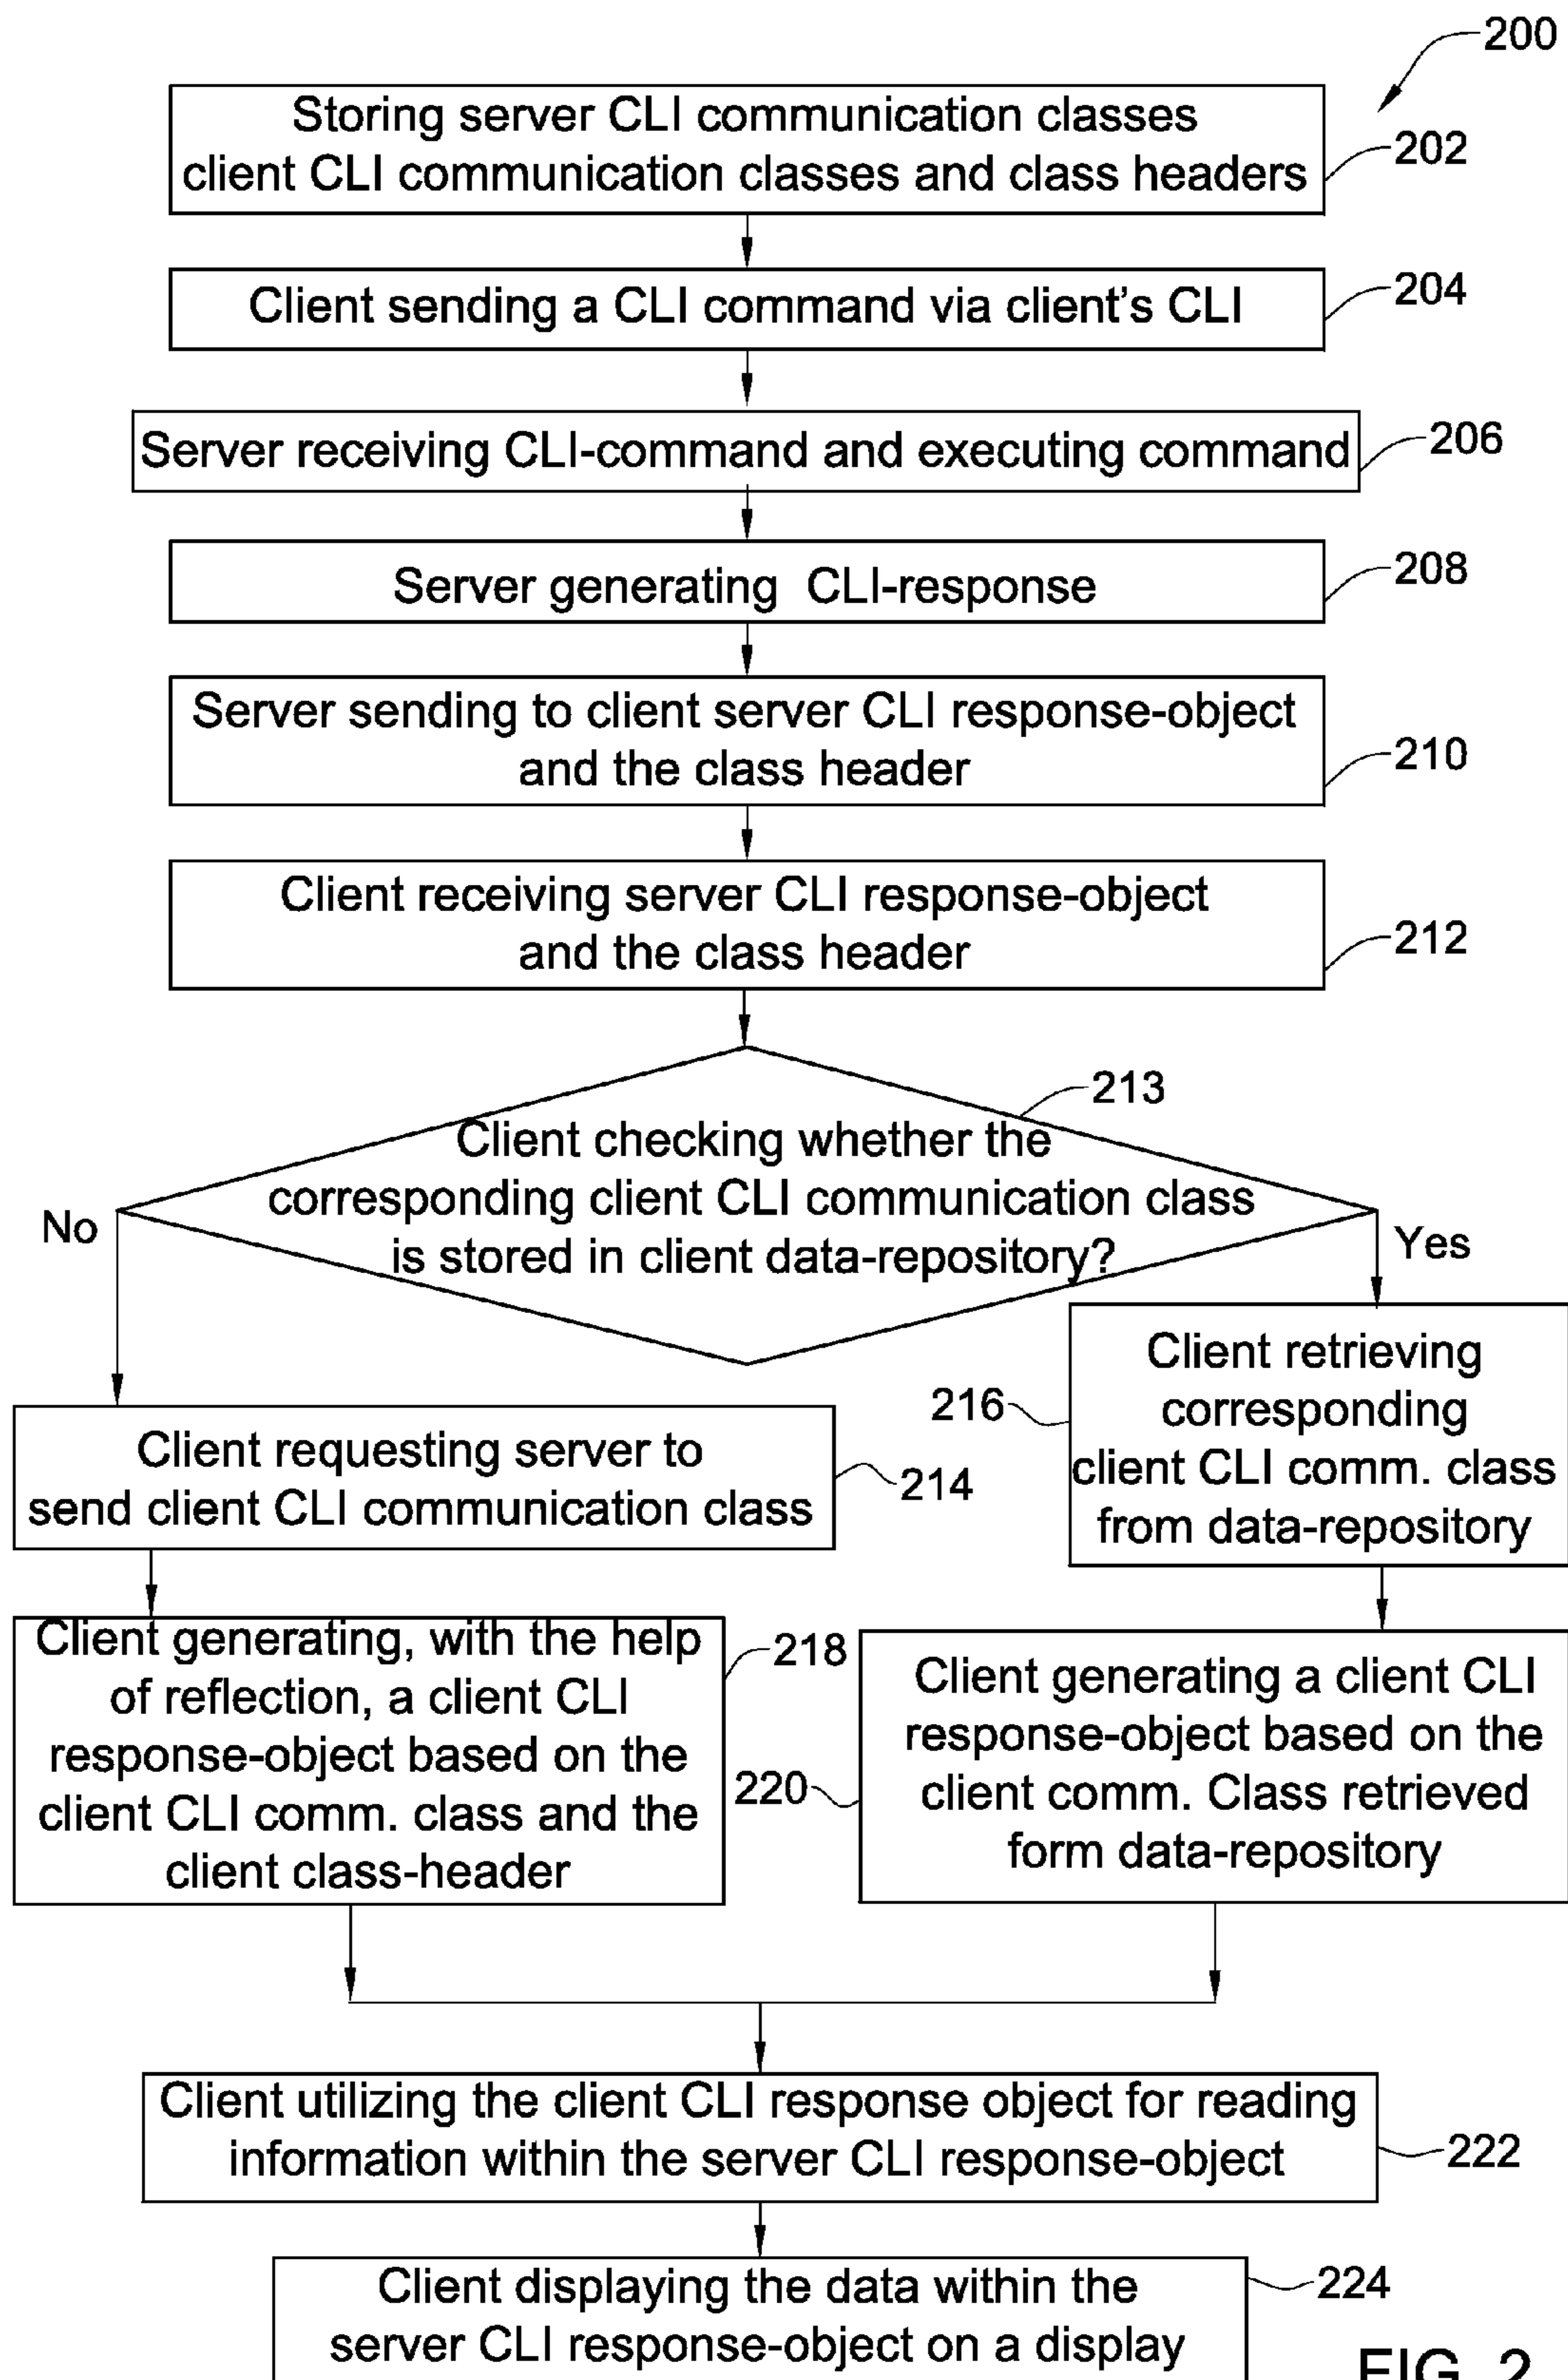 200
Storing server CLI communication classes
client CLI communication classes and class headers
202
Client sending a CLI command via client's CLI
204
Server receiving CLI-command and executing command
206
Server generating CLI-response
208
Server sending to client server CLI response-object
and the class header
210
Client receiving server CLI response-object
and the class header
212
213
Client checking whether the
corresponding client CLI communication class
is stored in client data-repository?
No
Yes
Client requesting server to
send client CLI communication class
214
216
Client retrieving
corresponding
client CLI comm. class
from data-repository
Client generating, with the help
of reflection, a client CLI
response-object based on the
client CLI comm. class and the
client class-header
218
220
Client generating a client CLI
response-object based on the
client comm. Class retrieved
form data-repository
Client utilizing the client CLI response object for reading
information within the server CLI response-object
222
Client displaying the data within the
server CLI response-object on a display
224
FIG. 2